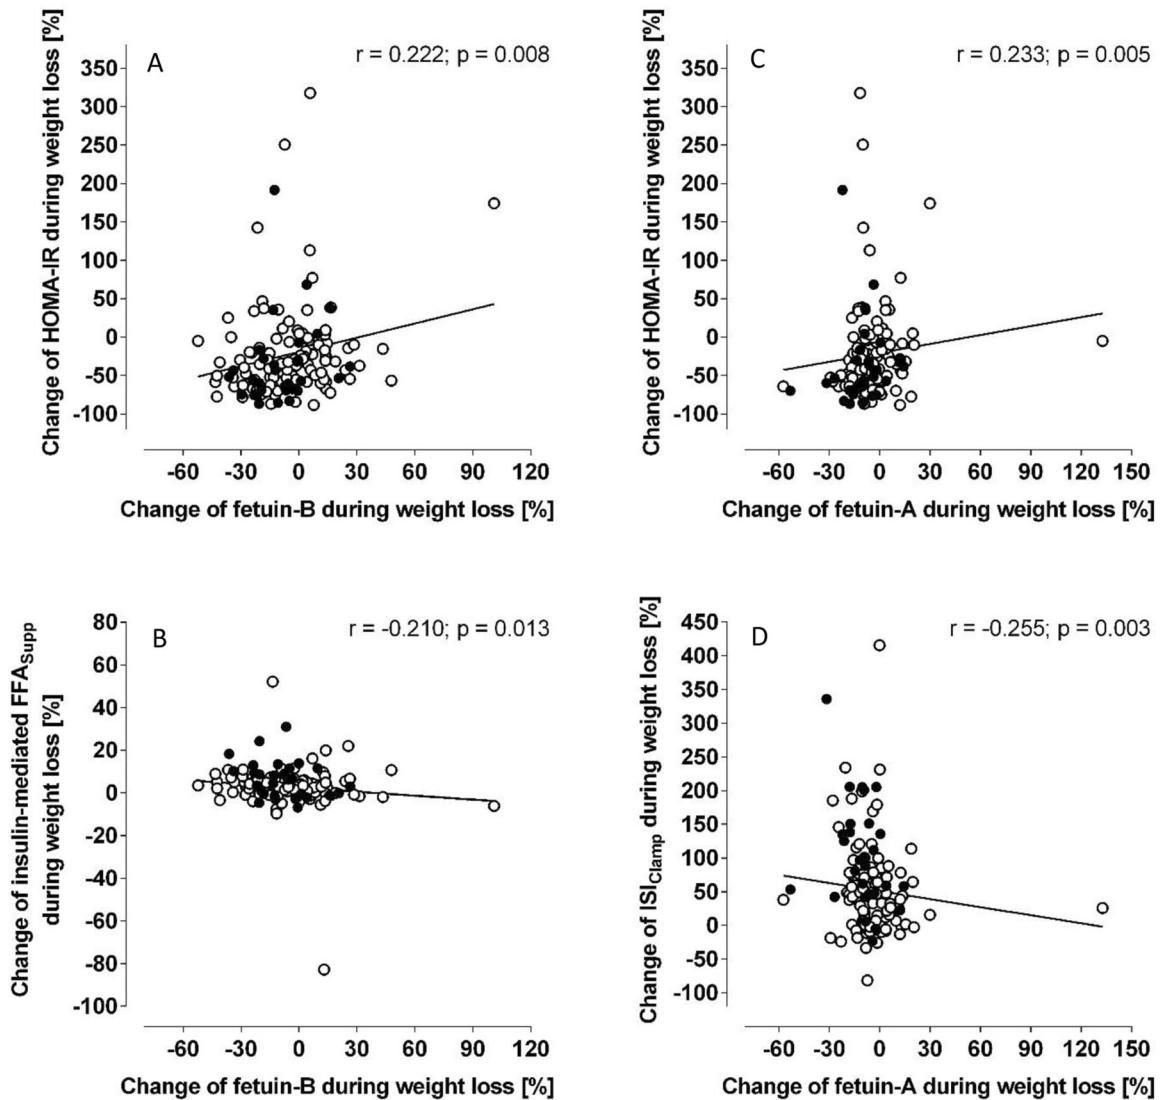 A
r = 0.222; p = 0.008
Change of HOMA-IR during weight loss [%]
350
300
250
200
150
100
50
0
-50
-100
-60 -30 0 30 60 90 120
Change of fetuin-B during weight loss [%]
C
r = 0.233; p = 0.005
Change of HOMA-IR during weight loss [%]
350
300
250
200
150
100
50
0
-50
-100
-60 -30 0 30 60 90 120 150
Change of fetuin-A during weight loss [%]
B
r = -0.210; p = 0.013
Change of insulin-mediated FFASupp
during weight loss [%]
80
60
40
20
0
-20
-40
-60
-80
-100
-60 -30 0 30 60 90 120
Change of fetuin-B during weight loss [%]
D
r = -0.255; p = 0.003
Change of ISIClamp during weight loss [%]
450
400
350
300
250
200
150
100
50
0
-50
-100
-60 -30 0 30 60 90 120 150
Change of fetuin-A during weight loss [%]